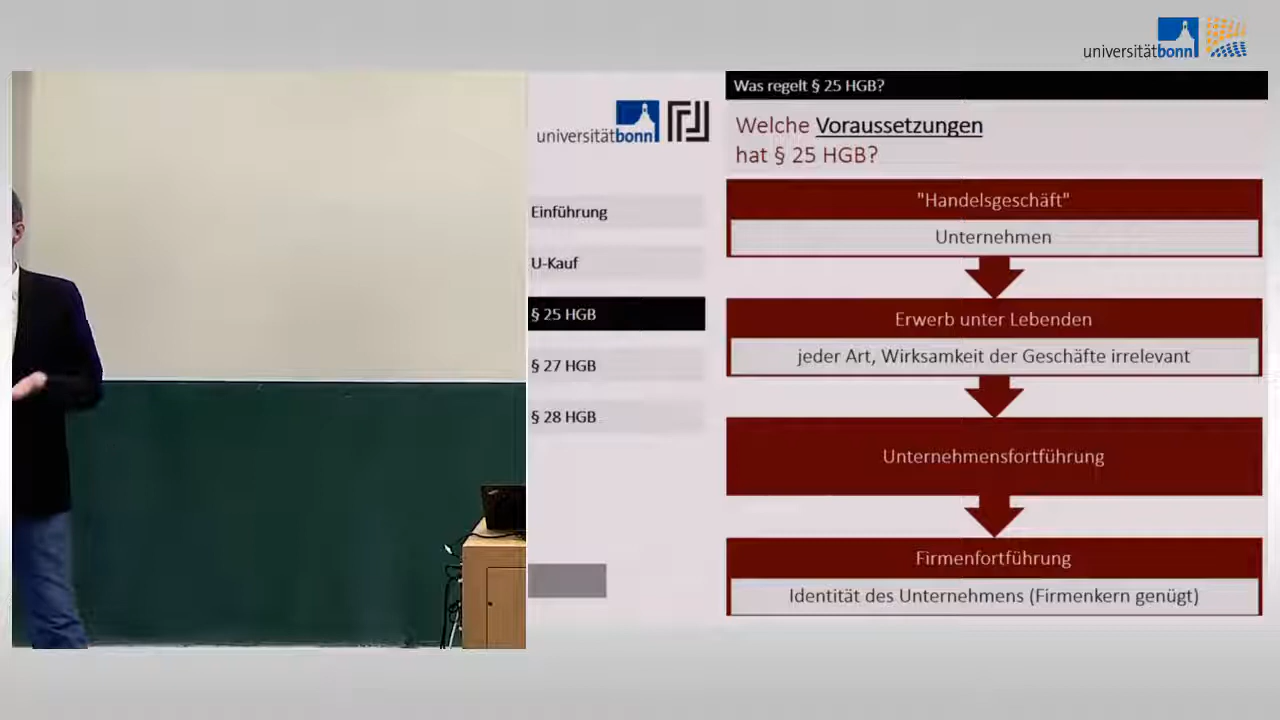 universitätbonn
Was regelt § 25 HGB?
universitätbonn
Welche Voraussetzungen
hat § 25 HGB?
Einführung
U-Kauf
§ 25 HGB
§ 27 HGB
§ 28 HGB
"Handelsgeschäft"
Unternehmen
Erwerb unter Lebenden
jeder Art, Wirksamkeit der Geschäfte irrelevant
Unternehmensfortführung
Firmenfortführung
Identität des Unternehmens (Firmenkern genügt)